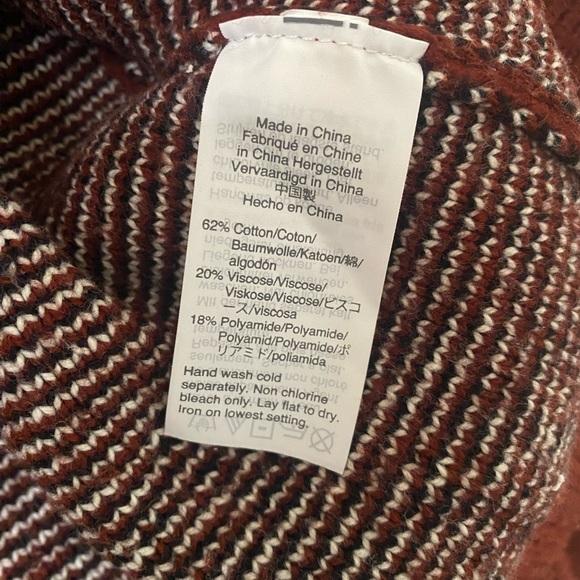 Made in China
Fabriqué en Chine
in China Hergestellt
Vervaardigd in China
中国製
Hecho en China
62% Cotton/Coton/
Baumwolle/Katoen/綿/
algodón
20% Viscose/Viscose/
Viskose/Viscose/ビスコ
ース/viscosa
18% Polyamide/Polyamide/
Polyamid/Polyamide/ポ
リアミド/poliamida
Hand wash cold
separately. Non chlorine
bleach only. Lay flat to dry.
Iron on lowest setting.